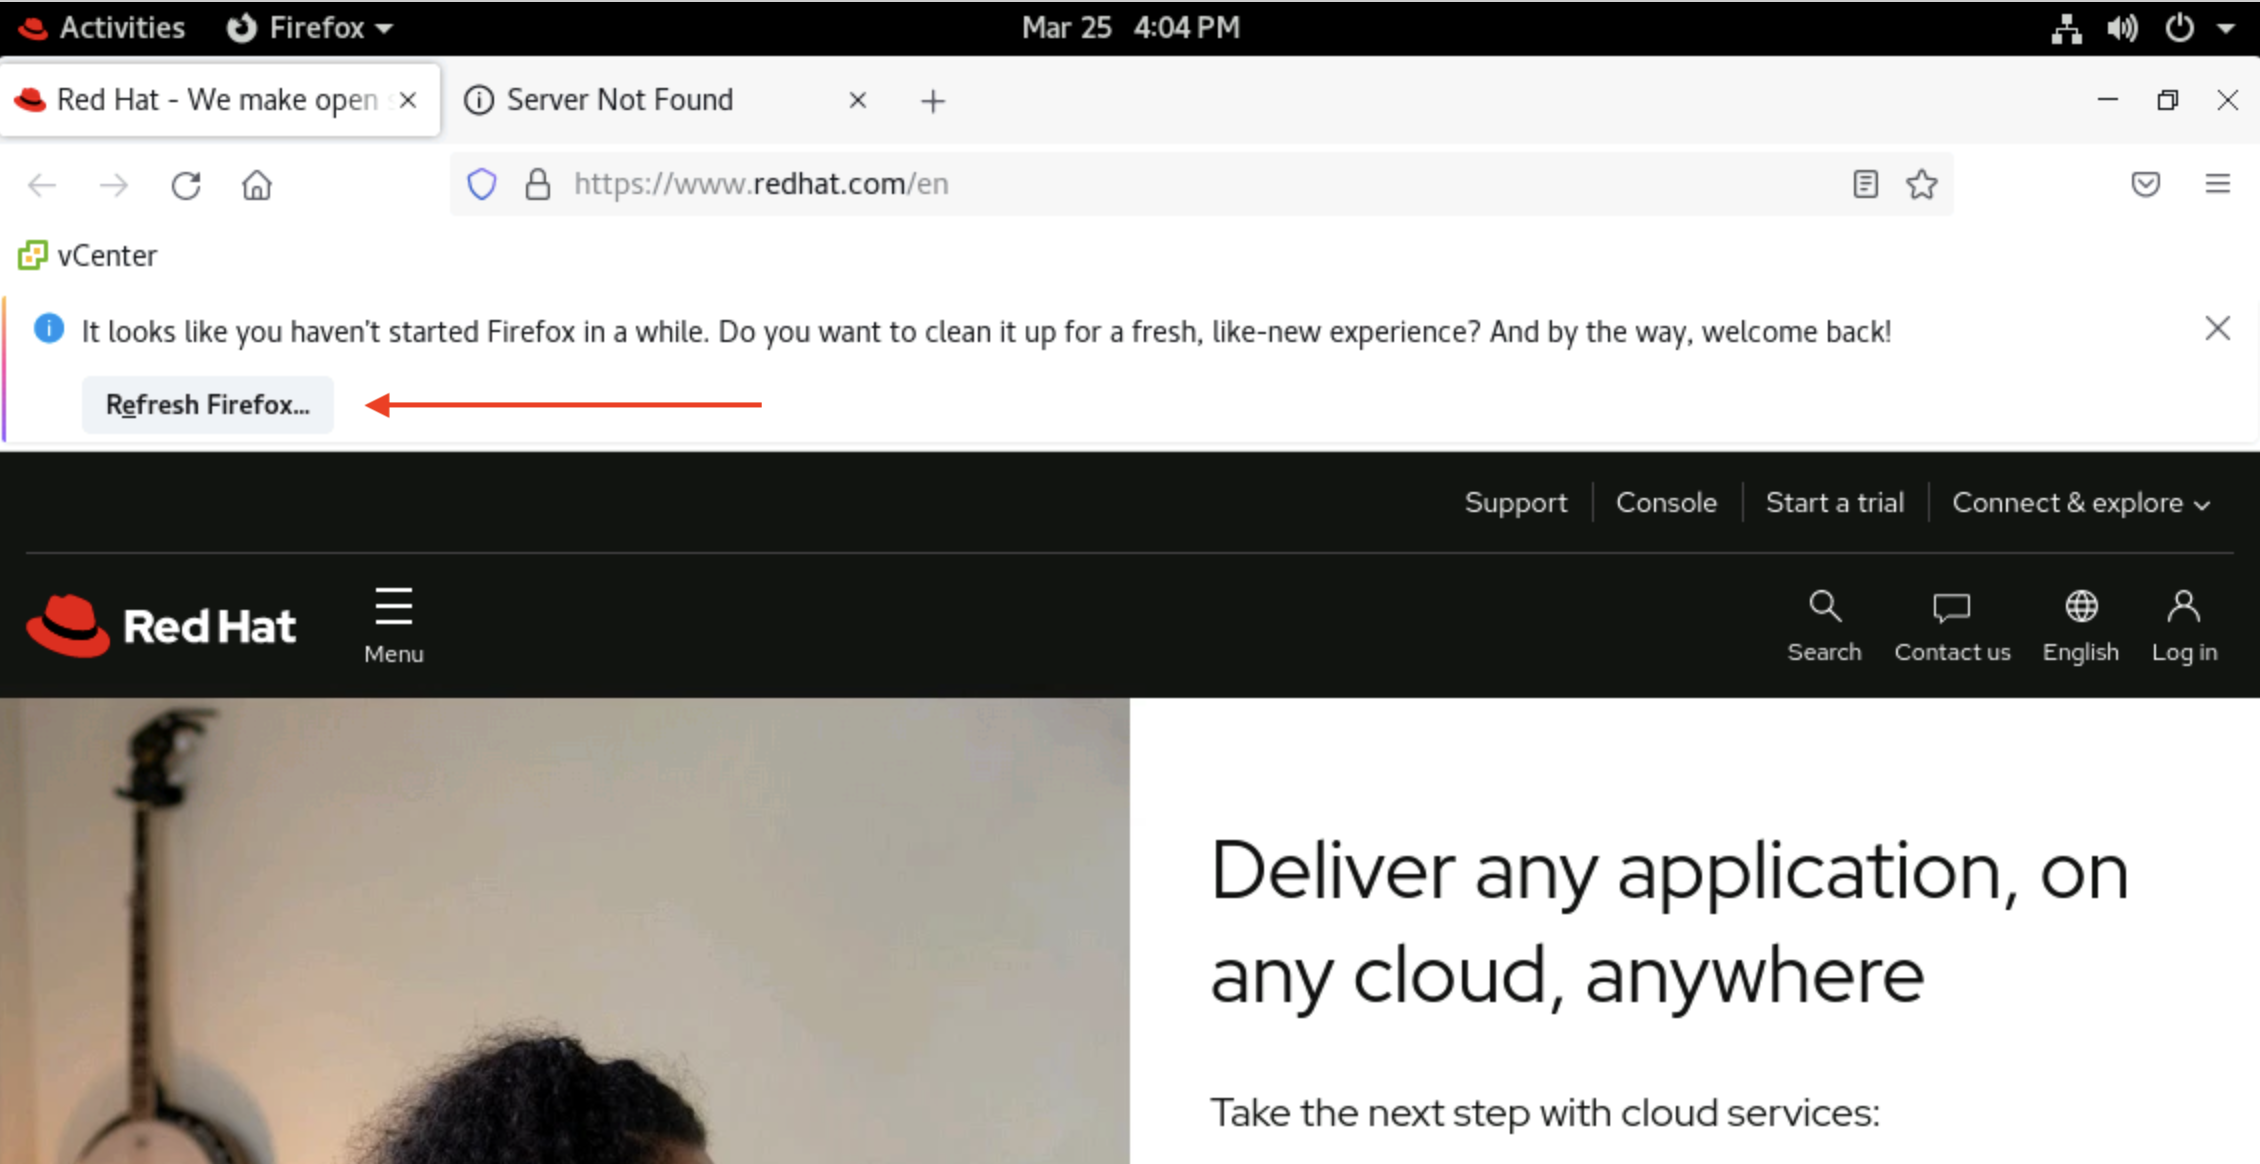 Activities Firefox Mar 25 4:04 PM
Red Hat - We make open Server Not Found
https://www.redhat.com/en
vCenter
It looks like you haven't started Firefox in a while. Do you want to clean it up for a fresh, like-new experience? And by the way, welcome back!
Refresh Firefox...
Support Console Start a trial Connect & explore
Red Hat Menu Search Contact us English Log in
Deliver any application, on
any cloud, anywhere
Take the next step with cloud services: